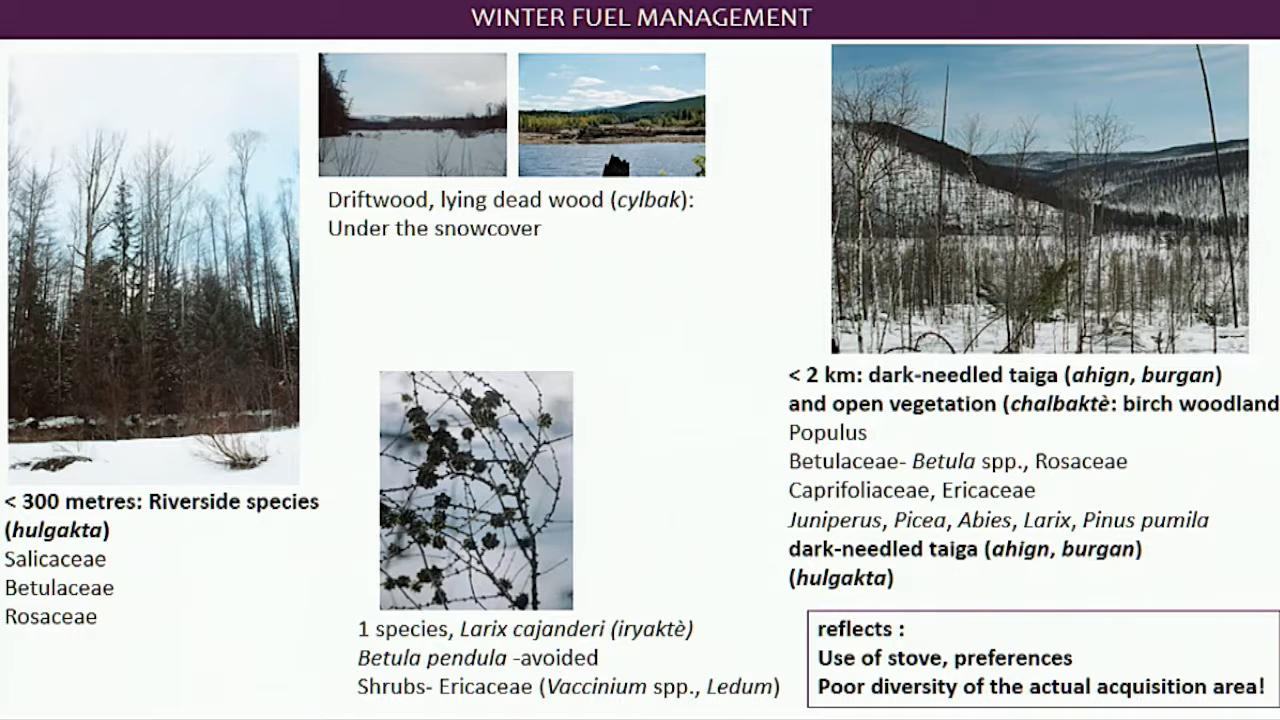 WINTER FUEL MANAGEMENT
Driftwood, lying dead wood (cylbak):
Under the snowcover
< 300 metres: Riverside species
(hulgakta)
Salicaceae
Betulaceae
Rosaceae
1 species, Larix cajanderi (iryaktè)
Betula pendula -avoided
Shrubs- Ericaceae (Vaccinium spp., Ledum)
< 2 km: dark-needled taiga (ahign, burgan)
and open vegetation (chalbaktè: birch woodland
Populus
Betulaceae- Betula spp., Rosaceae
Caprifoliaceae, Ericaceae
Juniperus, Picea, Abies, Larix, Pinus pumila
dark-needled taiga (ahign, burgan)
(hulgakta)
reflects :
Use of stove, preferences
Poor diversity of the actual acquisition area!